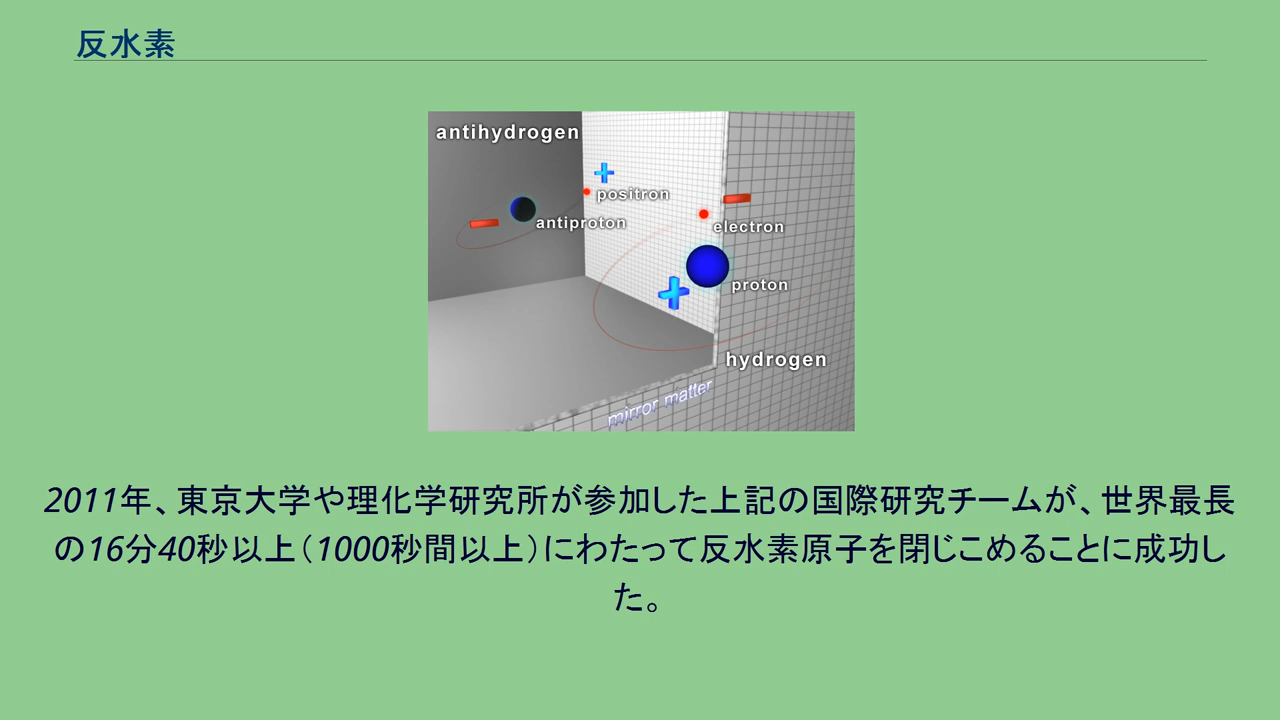 反水素
antihydrogen
positron
antiproton
electron
proton
hydrogen
mirror matter
2011年、東京大学や理化学研究所が参加した上記の国際研究チームが、世界最長
の16分40秒以上（1000秒間以上）にわたって反水素原子を閉じこめることに成功し
た。